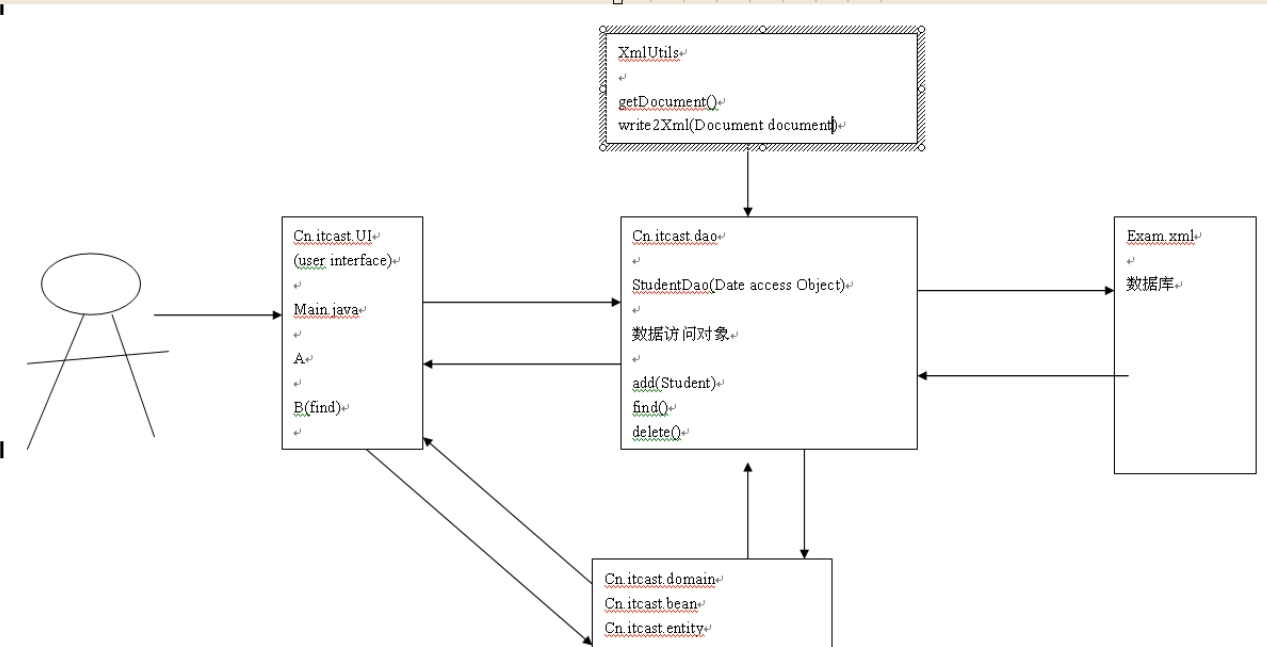 XmlUtils
getDocument()
write2Xml(Document document)
Cn.itcast.UI
(user interface)
Main.java
A
B(find)
Cn.itcast.dao
StudentDao(Date access Object)
数据访问对象
add(Student)
find()
delete()
Exam.xml
数据库
Cn.itcast.domain
Cn.itcast.bean
Cn.itcast.entity